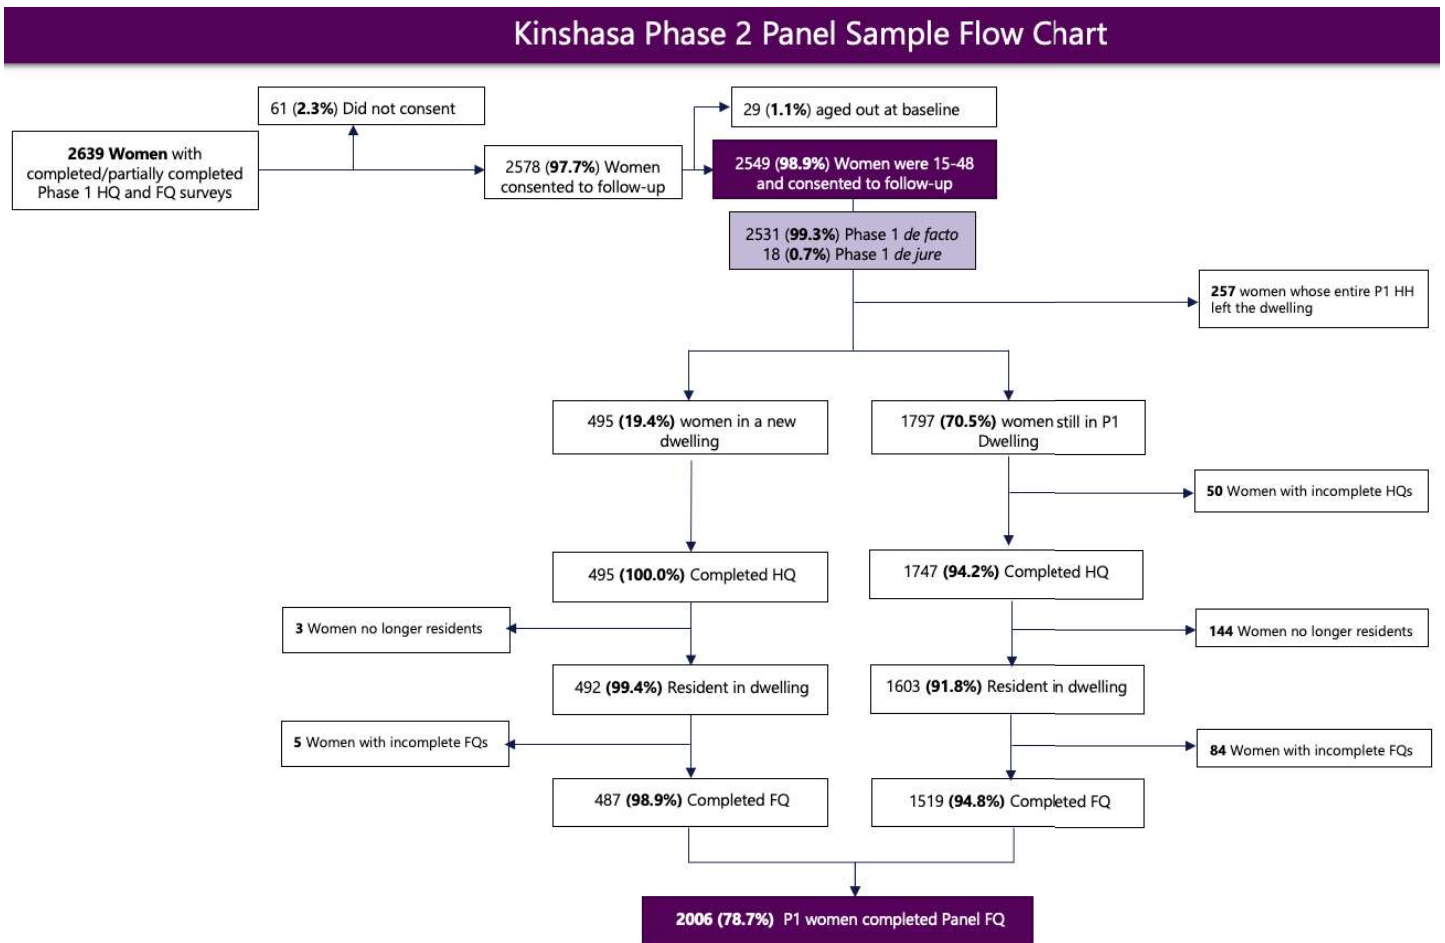 Kinshasa Phase 2 Panel Sample Flow Chart
61 (2.3%) Did not consent
29 (1.1%) aged out at baseline
2639 Women with
completed/partially completed
Phase 1 HQ and FQ surveys
2578 (97.7%) Women
consented to follow-up
2549 (98.9%) Women were 15-48
and consented to follow-up
2531 (99.3%) Phase 1 de facto
18 (0.7%) Phase 1 de jure
257 women whose entire P1 HH
left the dwelling
495 (19.4%) women in a new
dwelling
1797 (70.5%) women still in P1
Dwelling
50 Women with incomplete HQs
495 (100.0%) Completed HQ
1747 (94.2%) Completed HQ
3 Women no longer residents
144 Women no longer residents
492 (99.4%) Resident in dwelling
1603 (91.8%) Resident in dwelling
5 Women with incomplete FQs
84 Women with incomplete FQs
487 (98.9%) Completed FQ
1519 (94.8%) Completed FQ
2006 (78.7%) P1 women completed Panel FQ